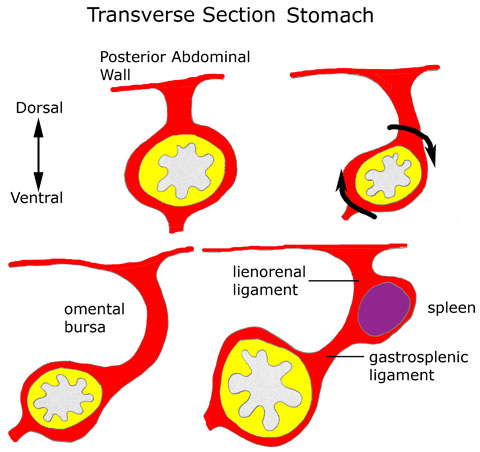 Transverse Section Stomach
Posterior Abdominal
Wall
Dorsal
Ventral
omental
bursa
lienorenal
ligament
spleen
gastrosplenic
ligament